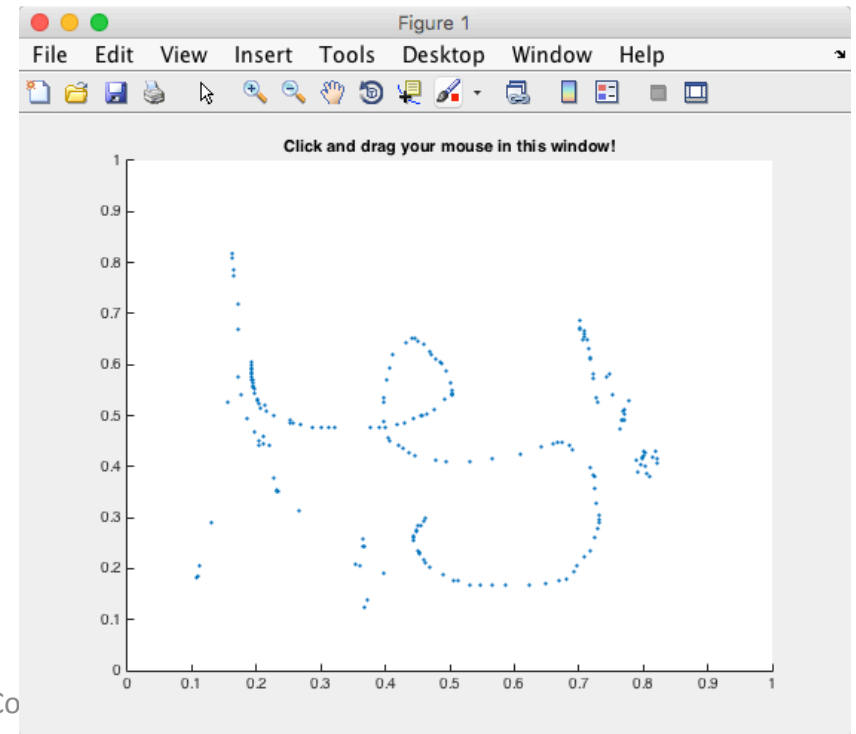 Figure 1
File Edit View Insert Tools Desktop Window Help
Click and drag your mouse in this window!
1
0.9
0.8
0.7
0.6
0.5
0.4
0.3
0.2
0.1
0
0 0.1 0.2 0.3 0.4 0.5 0.6 0.7 0.8 0.9 1
Co